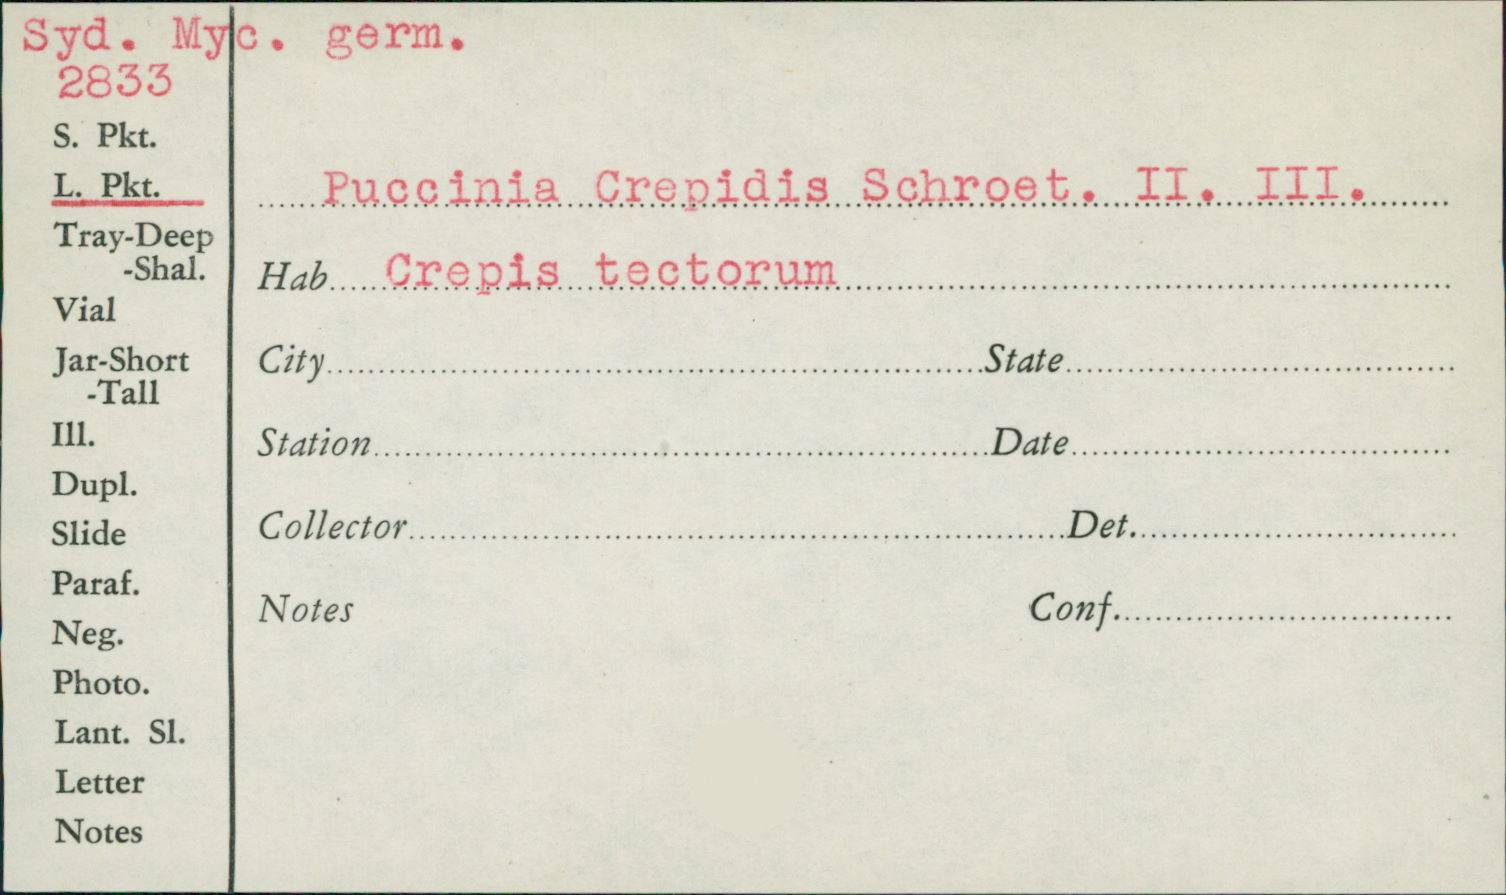 Syd. Myc. germ.
2833
S. Pkt.
L. Pkt.
Tray-Deep
-Shal.
Vial
Jar-Short
-Tall
Ill.
Dupl.
Slide
Paraf.
Neg.
Photo.
Lant. Sl.
Letter
Notes
Puccinia Crepidis Schroet. II. III.
Hab Crepis tectorum
City State
Station Date
Collector Det.
Notes Conf.